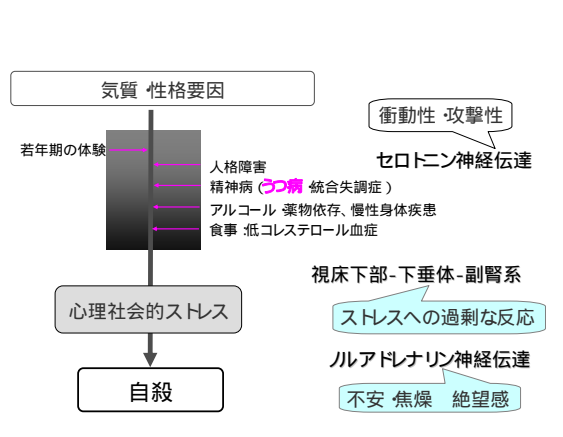 気質・性格要因
若年期の体験
人格障害
精神病（うつ病・統合失調症）
アルコール・薬物依存、慢性身体疾患
食事：低コレステロール血症
心理社会的ストレス
自殺
衝動性・攻撃性
セロトニン神経伝達
視床下部-下垂体-副腎系
ストレスへの過剰な反応
ノルアドレナリン神経伝達
不安・焦燥　絶望感